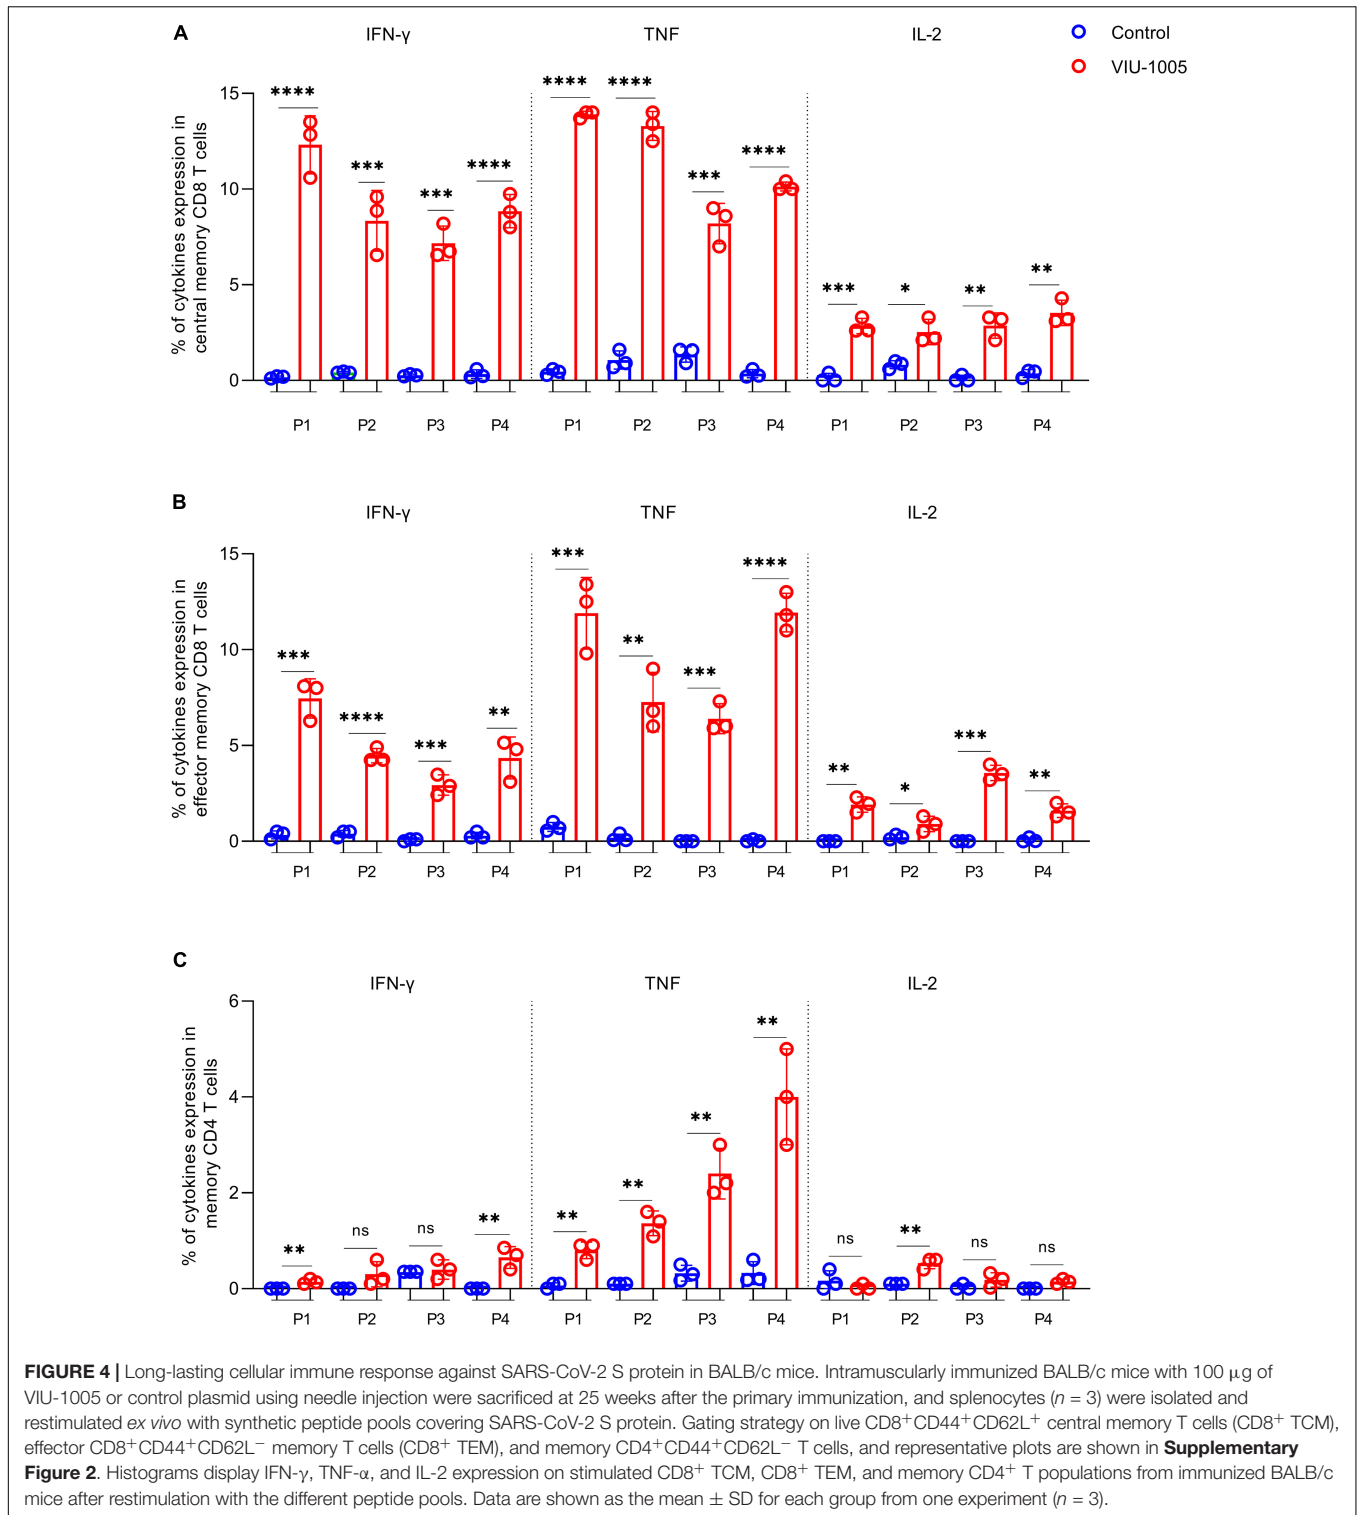 A
IFN-γ TNF IL-2
Control
VIU-1005
% of cytokines expression in
central memory CD8 T cells
15
10
5
0
**** *** *** **** **** **** *** **** *** * ** **
P1 P2 P3 P4 P1 P2 P3 P4 P1 P2 P3 P4
B
IFN-γ TNF IL-2
% of cytokines expression in
effector memory CD8 T cells
15
10
5
0
*** **** *** ** *** ** *** **** ** * *** **
P1 P2 P3 P4 P1 P2 P3 P4 P1 P2 P3 P4
C
IFN-γ TNF IL-2
% of cytokines expression in
memory CD4 T cells
6
4
2
0
** ns ns ** ** ** ** ** ns ** ns ns
P1 P2 P3 P4 P1 P2 P3 P4 P1 P2 P3 P4
FIGURE 4 | Long-lasting cellular immune response against SARS-CoV-2 S protein in BALB/c mice. Intramuscularly immunized BALB/c mice with 100 μg of
VIU-1005 or control plasmid using needle injection were sacrificed at 25 weeks after the primary immunization, and splenocytes (n = 3) were isolated and
restimulated ex vivo with synthetic peptide pools covering SARS-CoV-2 S protein. Gating strategy on live CD8⁺CD44⁺CD62L⁺ central memory T cells (CD8⁺ TCM),
effector CD8⁺CD44⁺CD62L⁻ memory T cells (CD8⁺ TEM), and memory CD4⁺CD44⁺CD62L⁻ T cells, and representative plots are shown in Supplementary
Figure 2. Histograms display IFN-γ, TNF-α, and IL-2 expression on stimulated CD8⁺ TCM, CD8⁺ TEM, and memory CD4⁺ T populations from immunized BALB/c
mice after restimulation with the different peptide pools. Data are shown as the mean ± SD for each group from one experiment (n = 3).